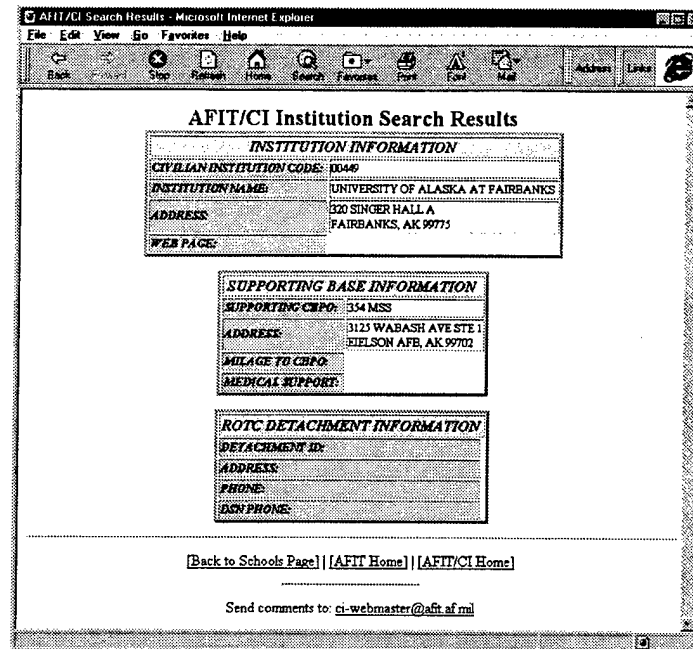 AFIT/CI Search Results - Microsoft Internet Explorer
File Edit View Go Favorites Help
Back Forward Stop Refresh Home Search Favorites Print Font Mail Address Links
AFIT/CI Institution Search Results
INSTITUTION INFORMATION
CIVILIAN INSTITUTION CODE: 00449
INSTITUTION NAME: UNIVERSITY OF ALASKA AT FAIRBANKS
ADDRESS: 320 SINGER HALL A
FAIRBANKS, AK 99775
WEB PAGE:
SUPPORTING BASE INFORMATION
SUPPORTING CBPO: 354 MSS
ADDRESS: 3125 WABASH AVE STE 1
EIELSON AFB, AK 99702
MILAGE TO CBPO:
MEDICAL SUPPORT:
ROTC DETACHMENT INFORMATION
DETACHMENT ID:
ADDRESS:
PHONE:
DSN PHONE:
[Back to Schools Page] | [AFIT Home] | [AFIT/CI Home]
Send comments to: ci-webmaster@afit.af.mil